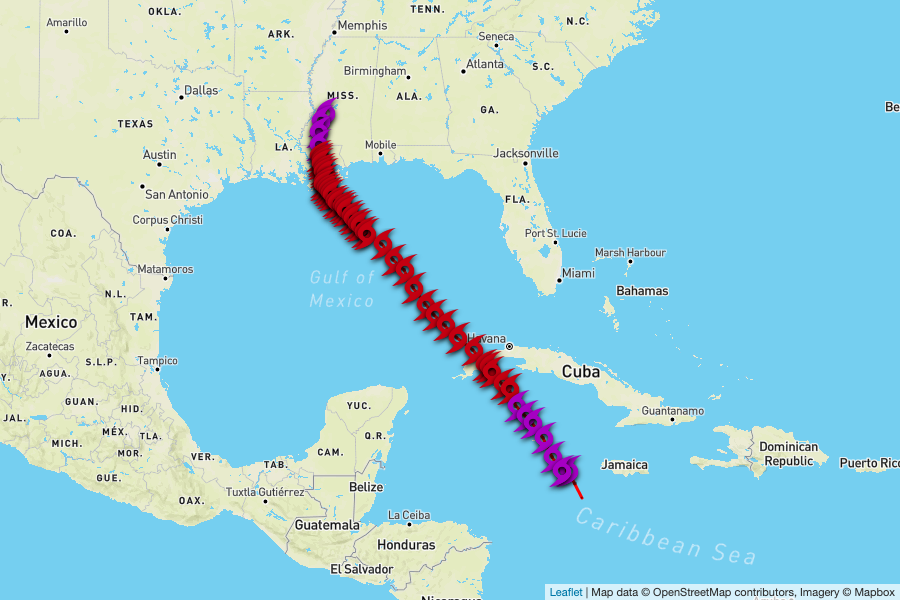 OKLA.
TENN.
N.C.
Amarillo
Memphis
ARK.
Seneca
S.C.
Atlanta
Birmingham
Dallas
MISS.
ALA.
GA.
Be
TEXAS
LA.
Mobile
Austin
Jacksonville
San Antonio
FLA.
Corpus Christi
COA.
Port St. Lucie
Marsh Harbour
Matamoros
Miami
Gulf of
Mexico
Bahamas
N.L.
R.
TAM.
Mexico
Havana
Zacatecas
S.L.P.
Tampico
Cuba
Y.
AGUA.
GUAN.
HID.
YUC.
Guantanamo
JAL.
MÉX.
TLA.
Q.R.
MICH.
MOR.
VER.
CAM.
Dominican
Republic
Jamaica
Puerto Rico
GUE.
TAB.
Belize
OAX.
Tuxtla Gutiérrez
La Ceiba
Guatemala
Caribbean Sea
Honduras
El Salvador
Leaflet | Map data © OpenStreetMap contributors, Imagery © Mapbox